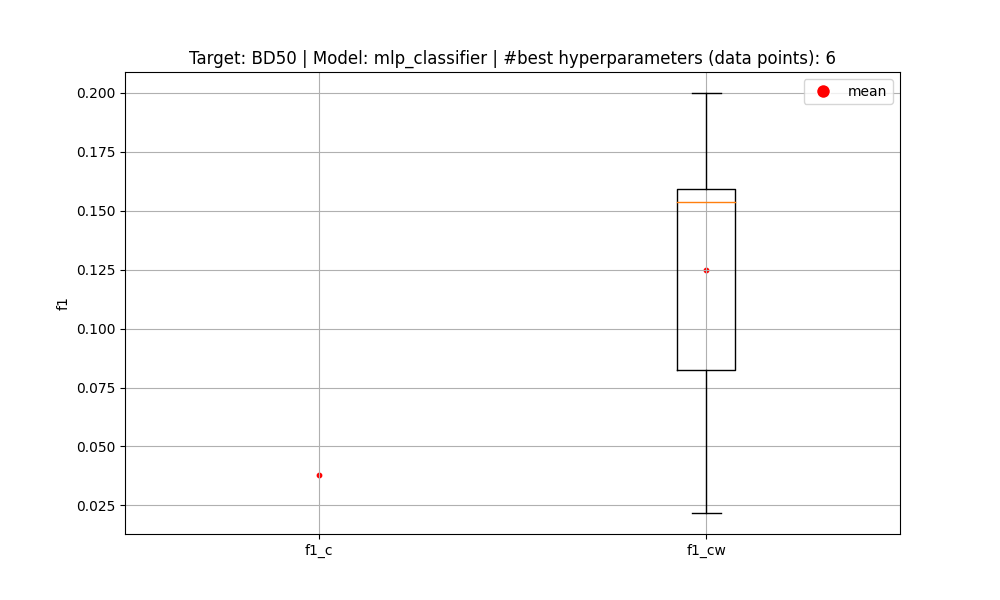 Target: BD50 | Model: mlp_classifier | #best hyperparameters (data points): 6
mean
0.200
0.175
0.150
0.125
0.100
0.075
0.050
0.025
f1
f1_c
f1_cw